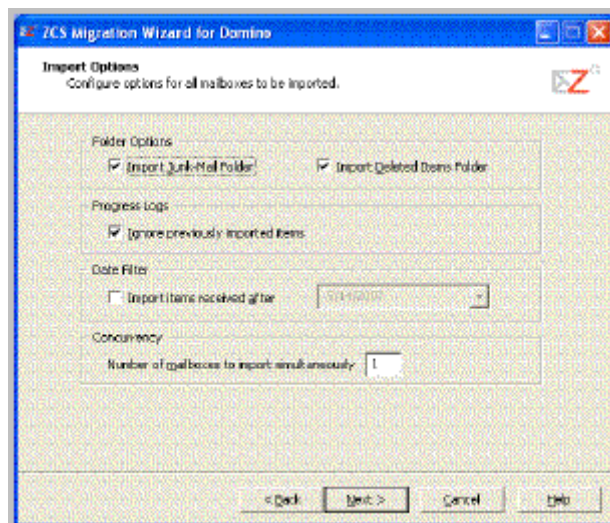 ZCS Migration Wizard for Domino
Import Options
Configure options for all mailboxes to be imported.
Folder Options
Import Junk-Mail Folder Import Deleted Items Folder
Progress Logs
Ignore previously imported items
Date Filter
Import items received after
Concurrency
Number of mailboxes to import simultaneously 1
< Back Next > Cancel Help